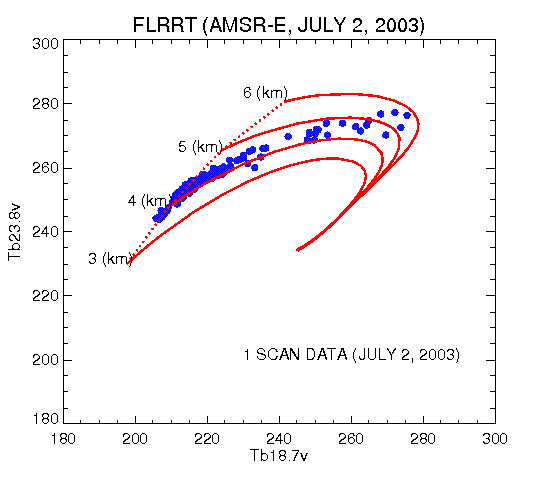 FLRRT (AMSR-E, JULY 2, 2003)
300
280
260
240
220
200
180
Tb23.8v
6 (km)
5 (km)
4 (km)
3 (km)
1 SCAN DATA (JULY 2, 2003)
180 200 220 240 260 280 300
Tb18.7v